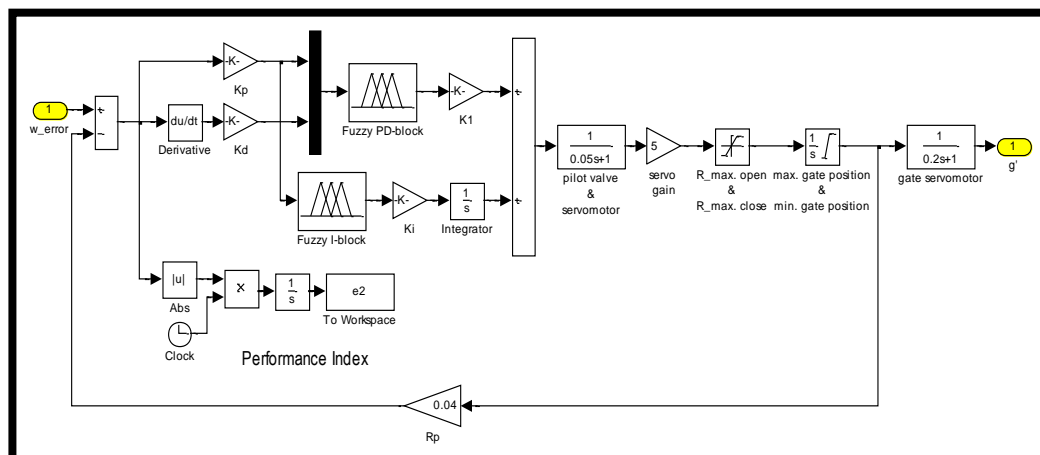 -K-
Kp
1
w_error
+
−
du/dt
Derivative
-K-
Kd
Fuzzy PD-block
-K-
K1
Fuzzy I-block
-K-
Ki
1
s
Integrator
+
+
1
0.05s+1
pilot valve
&
servomotor
5
servo
gain
R_max. open
&
R_max. close
1
s
max. gate position
&
min. gate position
1
0.2s+1
gate servomotor
1
g'
|u|
Abs
Clock
x
1
s
e2
To Workspace
Performance Index
0.04
Rp